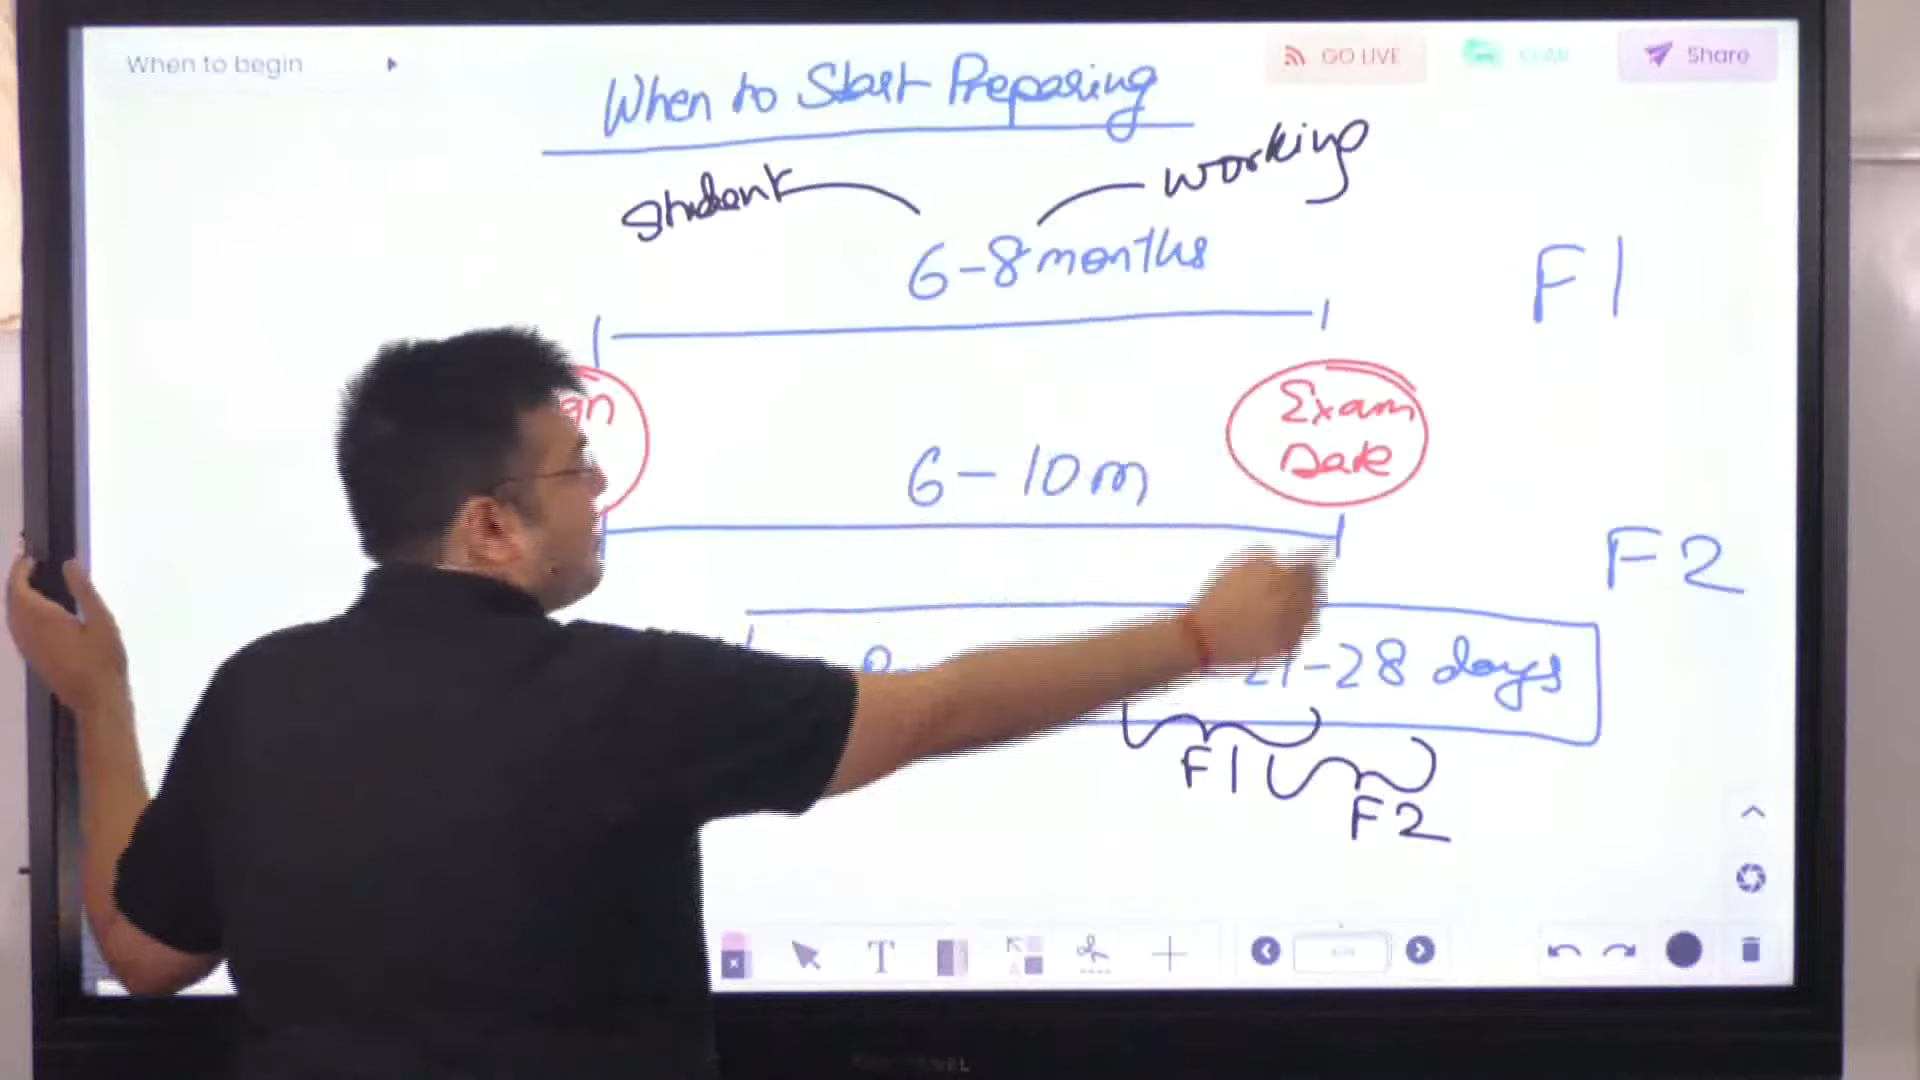 When to begin
GO LIVE
Share
When to Start Preparing
Student
working
6-8 months
F1
Exam
Date
6-10m
F2
21-28 days
F1
F2
T